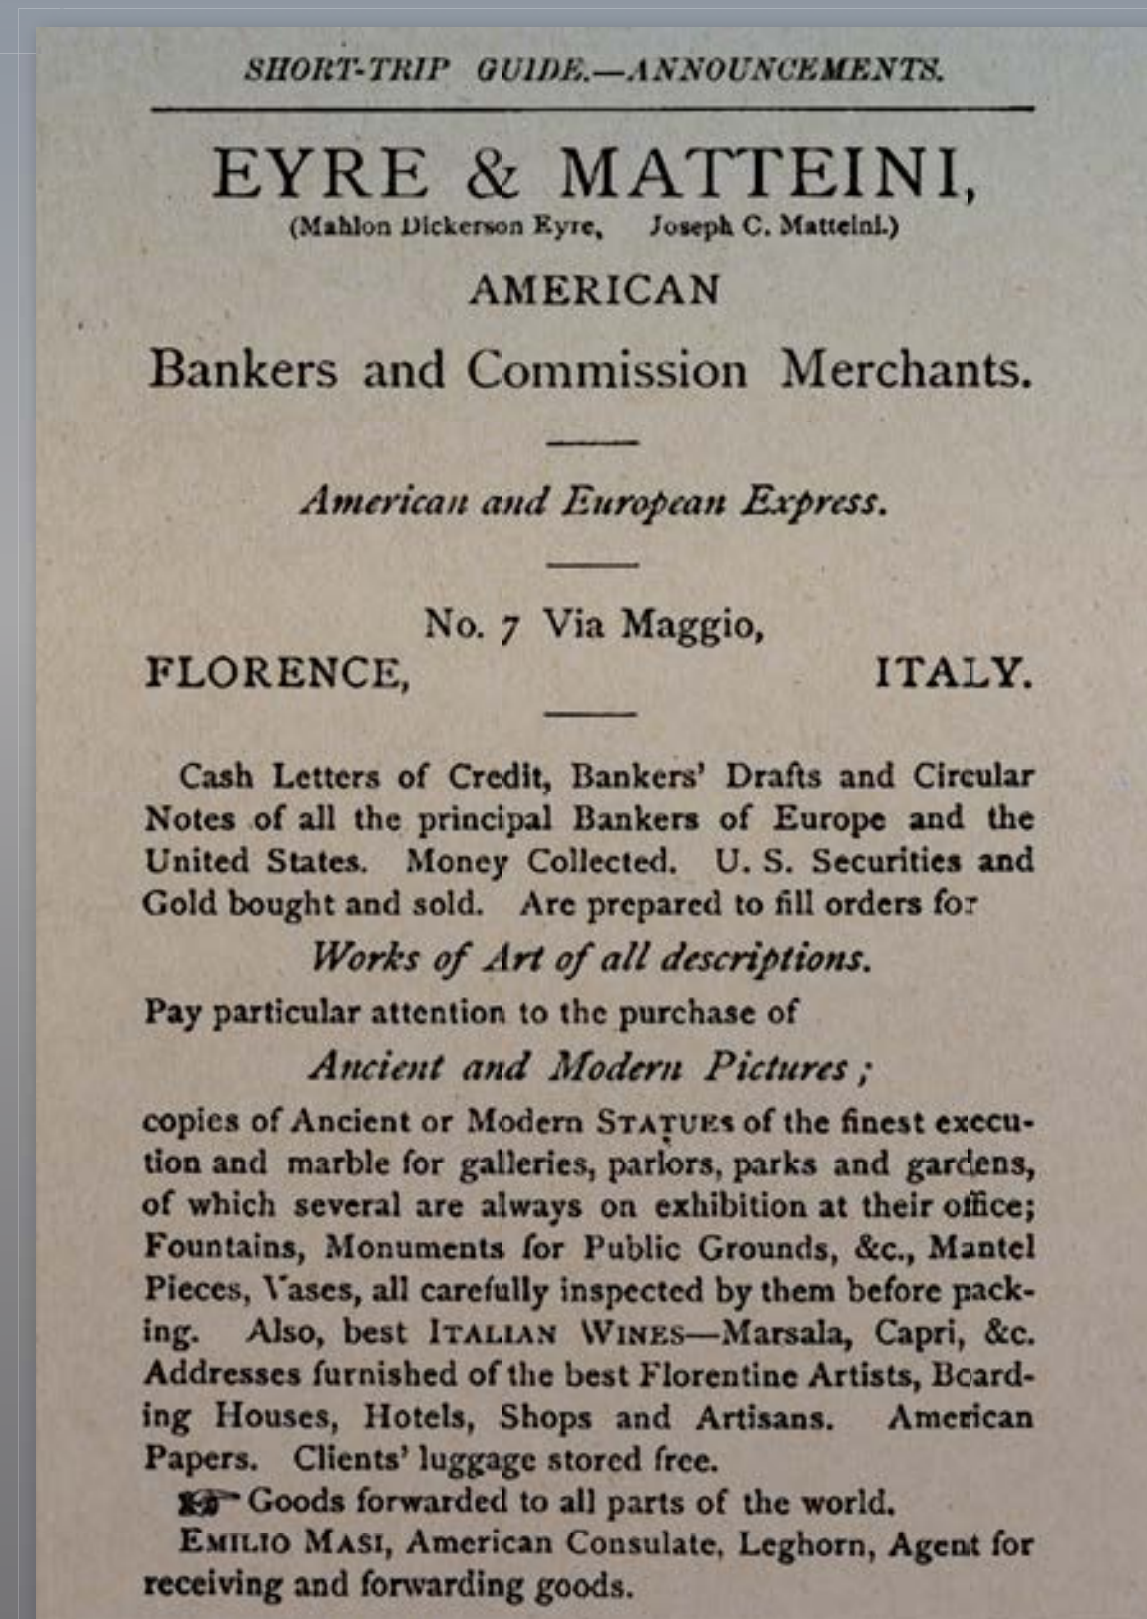 SHORT-TRIP GUIDE.—ANNOUNCEMENTS.
EYRE & MATTEINI,
(Mahlon Dickerson Eyre, Joseph C. Matteini.)
AMERICAN
Bankers and Commission Merchants.
American and European Express.
No. 7 Via Maggio,
FLORENCE, ITALY.
Cash Letters of Credit, Bankers' Drafts and Circular
Notes of all the principal Bankers of Europe and the
United States. Money Collected. U. S. Securities and
Gold bought and sold. Are prepared to fill orders for
Works of Art of all descriptions.
Pay particular attention to the purchase of
Ancient and Modern Pictures ;
copies of Ancient or Modern STATUES of the finest execu-
tion and marble for galleries, parlors, parks and gardens,
of which several are always on exhibition at their office;
Fountains, Monuments for Public Grounds, &c., Mantel
Pieces, Vases, all carefully inspected by them before pack-
ing. Also, best ITALIAN WINES—Marsala, Capri, &c.
Addresses furnished of the best Florentine Artists, Board-
ing Houses, Hotels, Shops and Artisans. American
Papers. Clients' luggage stored free.
☞ Goods forwarded to all parts of the world.
EMILIO MASI, American Consulate, Leghorn, Agent for
receiving and forwarding goods.